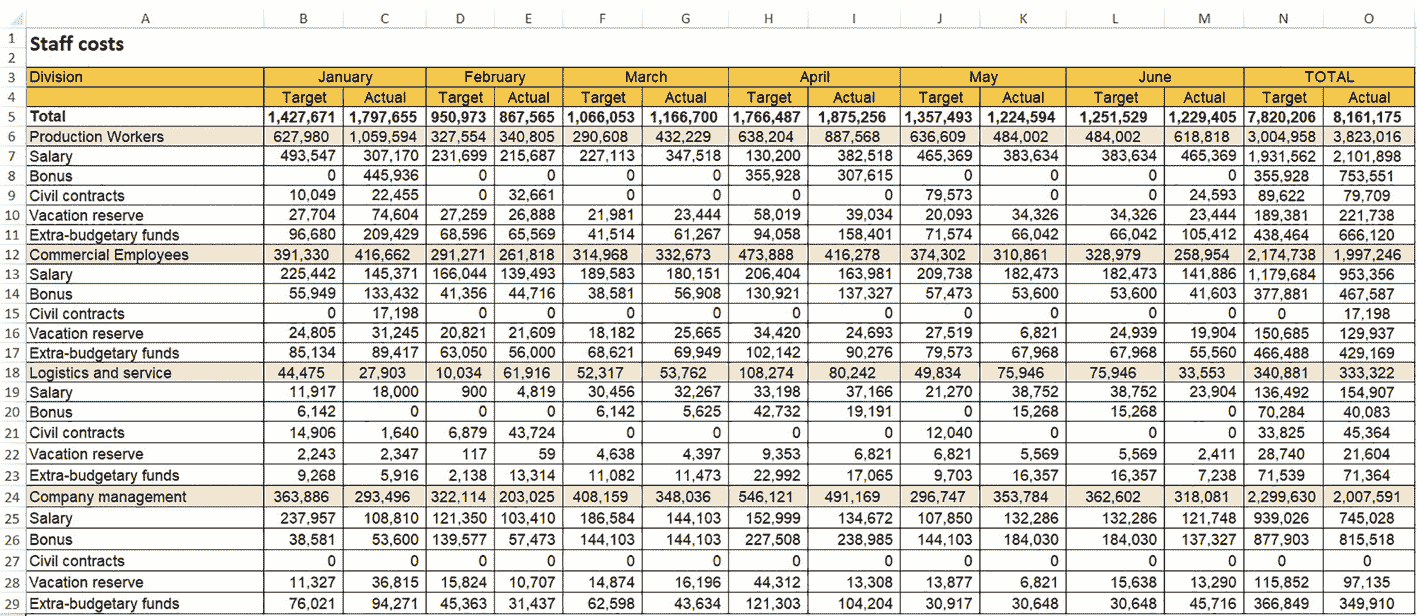 A B C D E F G H I J K L M N O
1 Staff costs
2
3 Division January February March April May June TOTAL
4 Target Actual Target Actual Target Actual Target Actual Target Actual Target Actual Target Actual
5 Total 1,427,671 1,797,655 950,973 867,565 1,066,053 1,166,700 1,766,487 1,875,256 1,357,493 1,224,594 1,251,529 1,229,405 7,820,206 8,161,175
6 Production Workers 627,980 1,059,594 327,554 340,805 290,608 432,229 638,204 887,568 636,609 484,002 484,002 618,818 3,004,958 3,823,016
7 Salary 493,547 307,170 231,699 215,687 227,113 347,518 130,200 382,518 465,369 383,634 383,634 465,369 1,931,562 2,101,898
8 Bonus 0 445,936 0 0 0 0 355,928 307,615 0 0 0 0 355,928 753,551
9 Civil contracts 10,049 22,455 0 32,661 0 0 0 0 79,573 0 0 24,593 89,622 79,709
10 Vacation reserve 27,704 74,604 27,259 26,888 21,981 23,444 58,019 39,034 20,093 34,326 34,326 23,444 189,381 221,738
11 Extra-budgetary funds 96,680 209,429 68,596 65,569 41,514 61,267 94,058 158,401 71,574 66,042 66,042 105,412 438,464 666,120
12 Commercial Employees 391,330 416,662 291,271 261,818 314,968 332,673 473,888 416,278 374,302 310,861 328,979 258,954 2,174,738 1,997,246
13 Salary 225,442 145,371 166,044 139,493 189,583 180,151 206,404 163,981 209,738 182,473 182,473 141,886 1,179,684 953,356
14 Bonus 55,949 133,432 41,356 44,716 38,581 56,908 130,921 137,327 57,473 53,600 53,600 41,603 377,881 467,587
15 Civil contracts 0 17,198 0 0 0 0 0 0 0 0 0 0 0 17,198
16 Vacation reserve 24,805 31,245 20,821 21,609 18,182 25,665 34,420 24,693 27,519 6,821 24,939 19,904 150,685 129,937
17 Extra-budgetary funds 85,134 89,417 63,050 56,000 68,621 69,949 102,142 90,276 79,573 67,968 67,968 55,560 466,488 429,169
18 Logistics and service 44,475 27,903 10,034 61,916 52,317 53,762 108,274 80,242 49,834 75,946 75,946 33,553 340,881 333,322
19 Salary 11,917 18,000 900 4,819 30,456 32,267 33,198 37,166 21,270 38,752 38,752 23,904 136,492 154,907
20 Bonus 6,142 0 0 0 6,142 5,625 42,732 19,191 0 15,268 15,268 0 70,284 40,083
21 Civil contracts 14,906 1,640 6,879 43,724 0 0 0 0 12,040 0 0 0 33,825 45,364
22 Vacation reserve 2,243 2,347 117 59 4,638 4,397 9,353 6,821 6,821 5,569 5,569 2,411 28,740 21,604
23 Extra-budgetary funds 9,268 5,916 2,138 13,314 11,082 11,473 22,992 17,065 9,703 16,357 16,357 7,238 71,539 71,364
24 Company management 363,886 293,496 322,114 203,025 408,159 348,036 546,121 491,169 296,747 353,784 362,602 318,081 2,299,630 2,007,591
25 Salary 237,957 108,810 121,350 103,410 186,584 144,103 152,999 134,672 107,850 132,286 132,286 121,748 939,026 745,028
26 Bonus 38,581 53,600 139,577 57,473 144,103 144,103 227,508 238,985 144,103 184,030 184,030 137,327 877,903 815,518
27 Civil contracts 0 0 0 0 0 0 0 0 0 0 0 0 0 0
28 Vacation reserve 11,327 36,815 15,824 10,707 14,874 16,196 44,312 13,308 13,877 6,821 15,638 13,290 115,852 97,135
29 Extra-budgetary funds 76,021 94,271 45,363 31,437 62,598 43,634 121,303 104,204 30,917 30,648 30,648 45,716 366,849 349,910